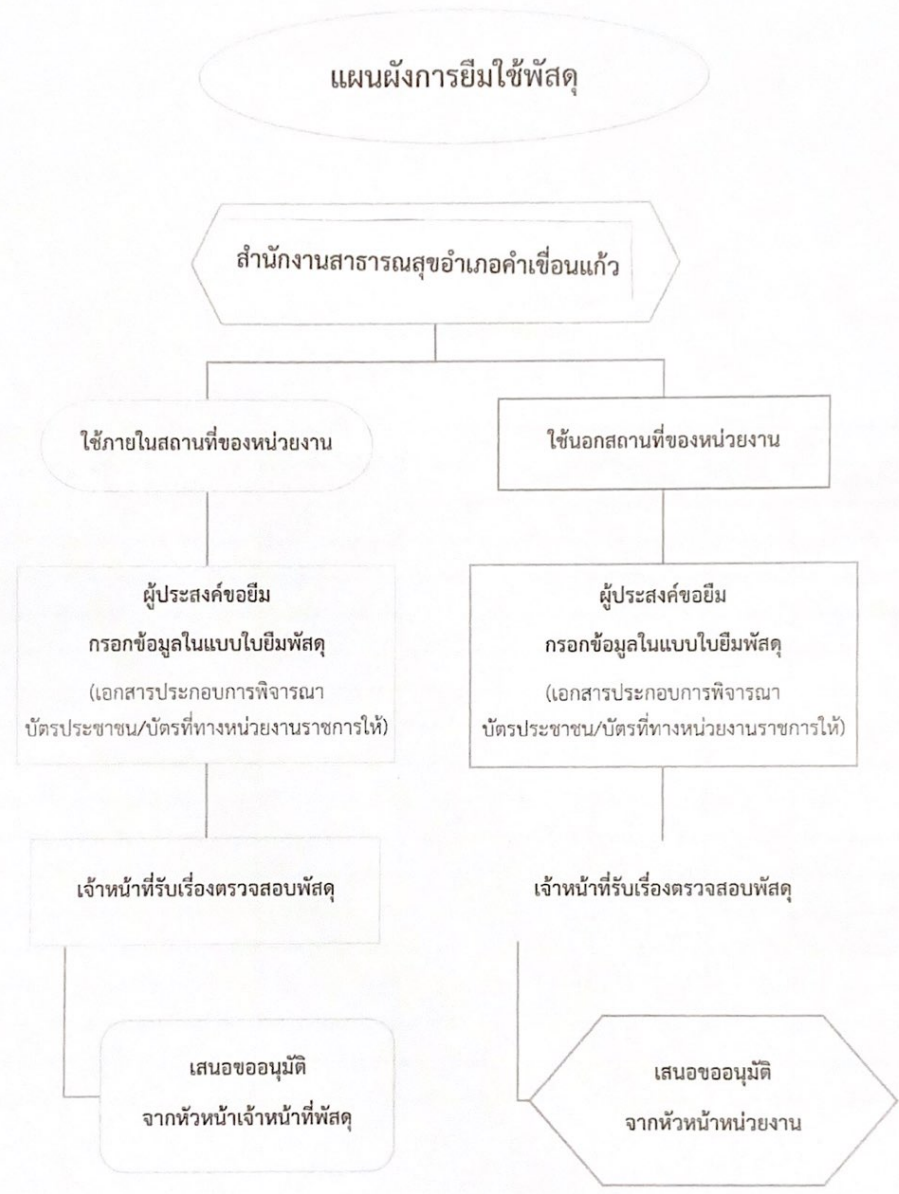 แผนผังการยืมใช้พัสดุ
สำนักงานสาธารณสุขอำเภอคำเขื่อนแก้ว
ใช้ภายในสถานที่ของหน่วยงาน
ใช้นอกสถานที่ของหน่วยงาน
ผู้ประสงค์ขอยืม
กรอกข้อมูลในแบบใบยืมพัสดุ
(เอกสารประกอบการพิจารณา
บัตรประชาชน/บัตรที่ทางหน่วยงานราชการให้)
ผู้ประสงค์ขอยืม
กรอกข้อมูลในแบบใบยืมพัสดุ
(เอกสารประกอบการพิจารณา
บัตรประชาชน/บัตรที่ทางหน่วยงานราชการให้)
เจ้าหน้าที่รับเรื่องตรวจสอบพัสดุ
เจ้าหน้าที่รับเรื่องตรวจสอบพัสดุ
เสนอขออนุมัติ
จากหัวหน้าเจ้าหน้าที่พัสดุ
เสนอขออนุมัติ
จากหัวหน้าหน่วยงาน